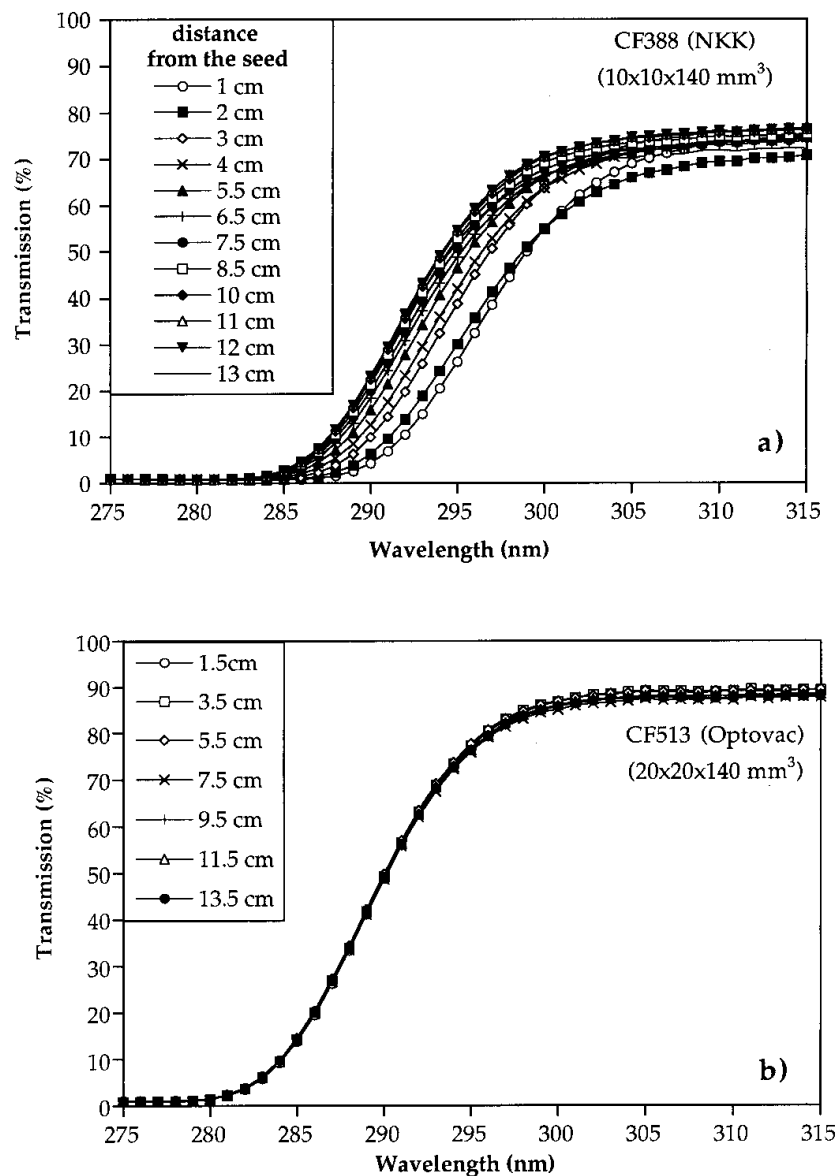 distance
from the seed
1 cm
2 cm
3 cm
4 cm
5.5 cm
6.5 cm
7.5 cm
8.5 cm
10 cm
11 cm
12 cm
13 cm
CF388 (NKK)
(10x10x140 mm³)
100
90
80
70
60
50
40
30
20
10
0
Transmission (%)
a)
275 280 285 290 295 300 305 310 315
Wavelength (nm)
1.5cm
3.5 cm
5.5 cm
7.5 cm
9.5 cm
11.5 cm
13.5 cm
CF513 (Optovac)
(20x20x140 mm³)
100
90
80
70
60
50
40
30
20
10
0
Transmission (%)
b)
275 280 285 290 295 300 305 310 315
Wavelength (nm)